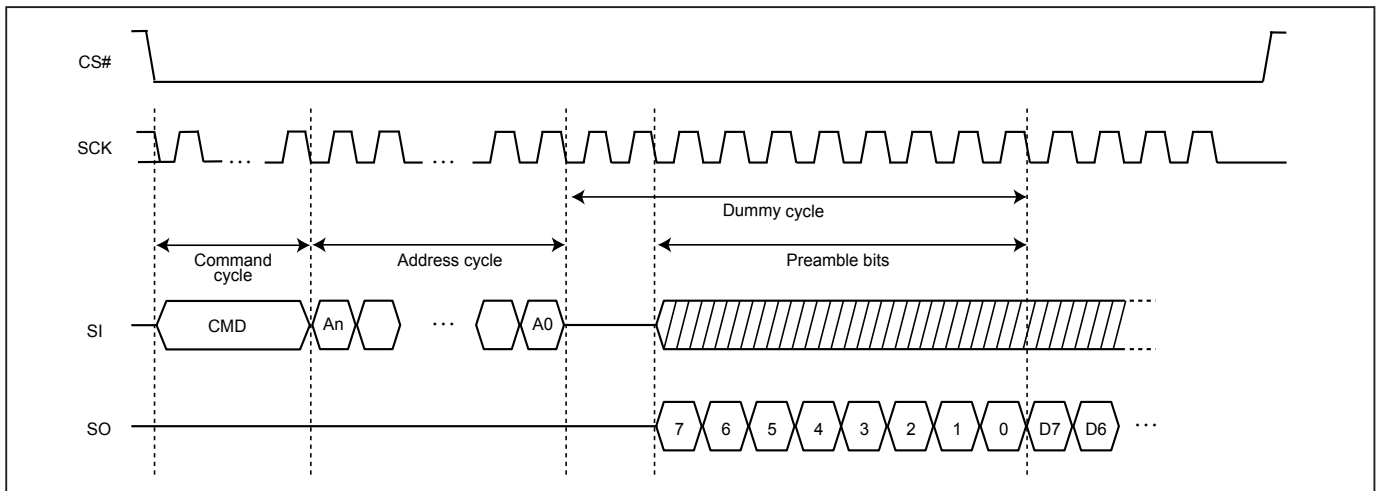 CS#
SCK
...
...
Dummy cycle
Command
cycle
Address cycle
Preamble bits
SI
CMD
An
...
A0
SO
7
6
5
4
3
2
1
0
D7
D6
...